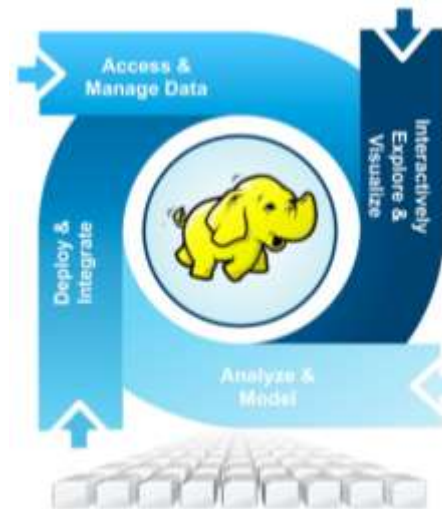 Access &
Manage Data
Interactively
Explore &
Visualize
Analyze &
Model
Deploy &
Integrate